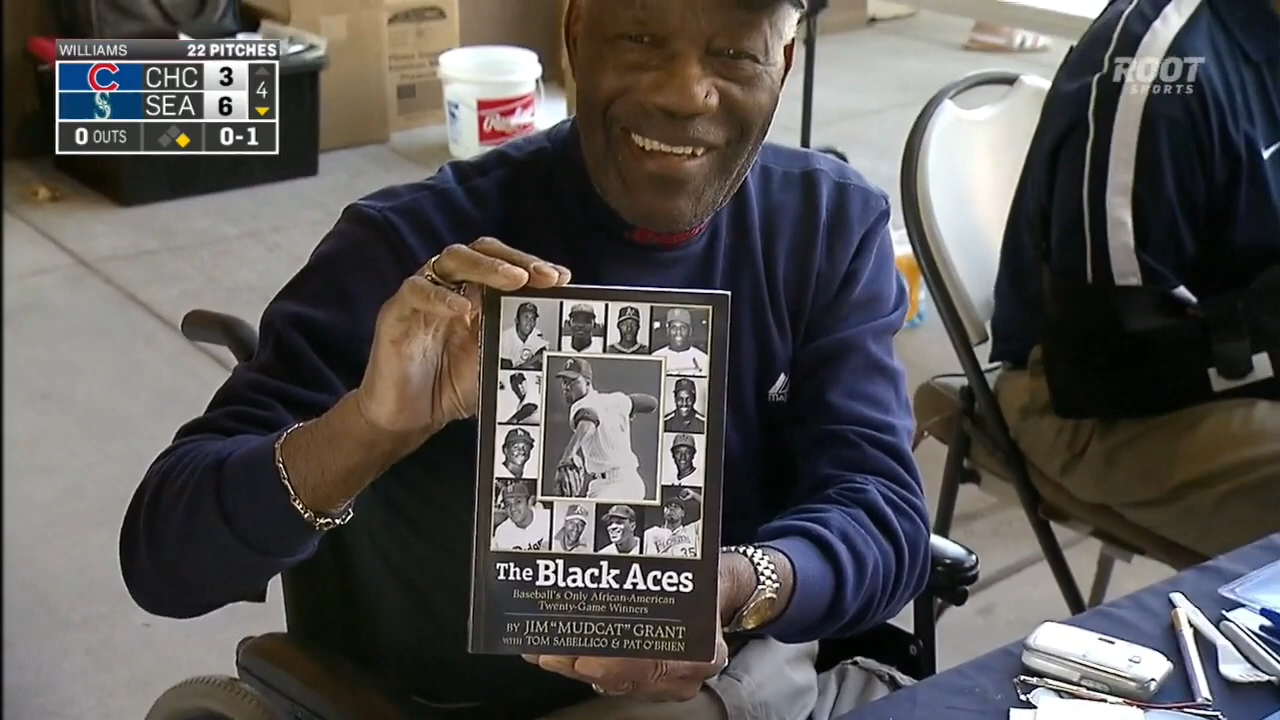 WILLIAMS 22 PITCHES
CHC 3
SEA 6
4
0 OUTS 0-1
ROOT
SPORTS
Rawlings
The Black Aces
Baseball's Only African-American
Twenty-Game Winners
BY JIM "MUDCAT" GRANT
WITH TOM SABELLICO & PAT O'BRIEN